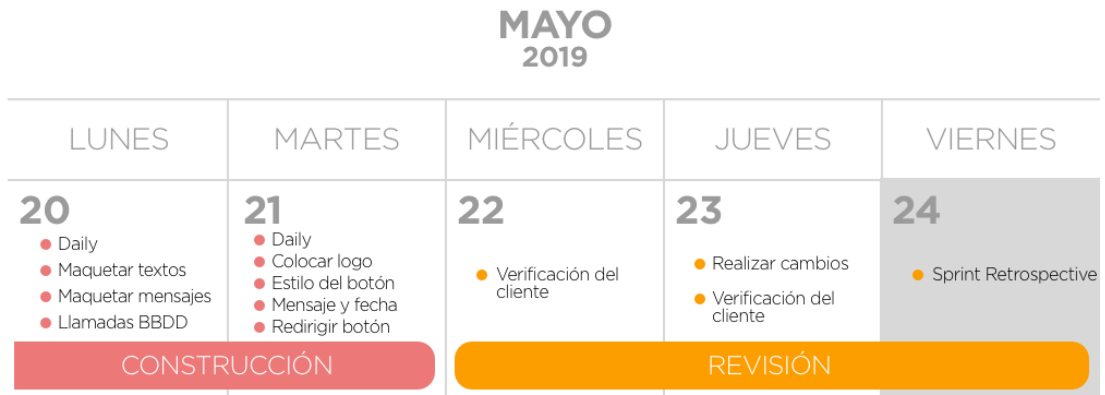 MAYO
2019
LUNES
MARTES
MIÉRCOLES
JUEVES
VIERNES
20
Daily
Maquetar textos
Maquetar mensajes
Llamadas BBDD
21
Daily
Colocar logo
Estilo del botón
Mensaje y fecha
Redirigir botón
22
Verificación del
cliente
23
Realizar cambios
Verificación del
cliente
24
Sprint Retrospective
CONSTRUCCIÓN
REVISIÓN